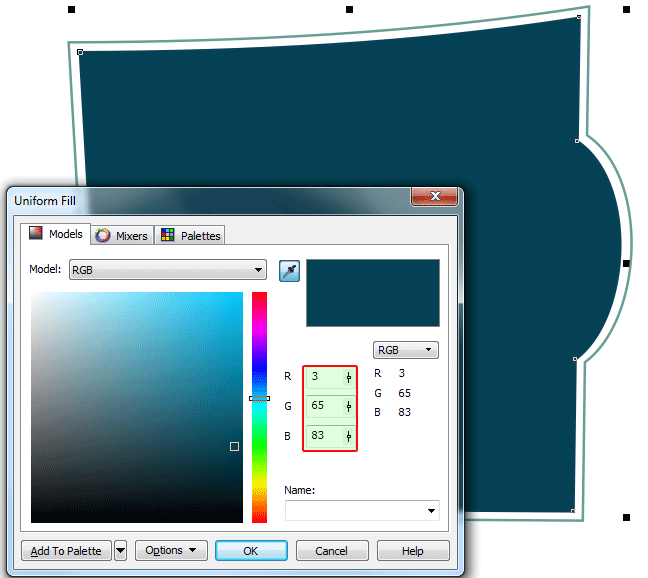 Uniform Fill
Models Mixers Palettes
Model: RGB
RGB
R 3 R 3
G 65 G 65
B 83 B 83
Name:
Add To Palette Options OK Cancel Help